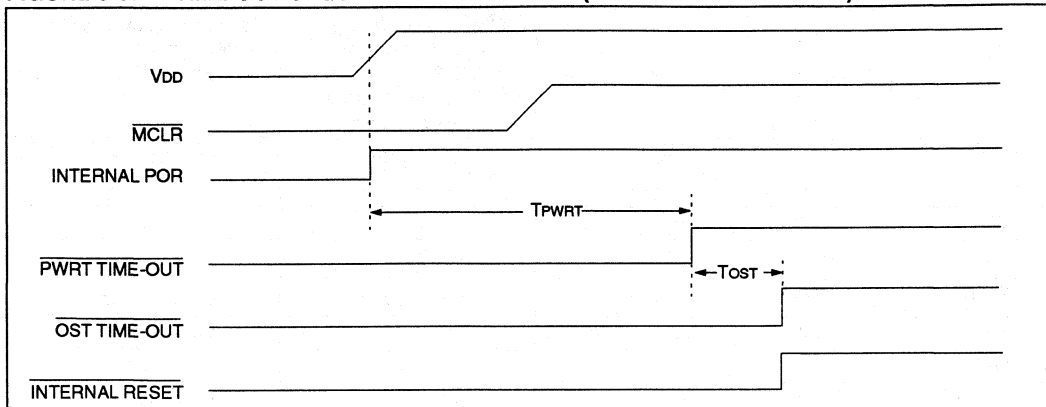 VDD
MCLR
INTERNAL POR
TPWRT
PWRT TIME-OUT
TOST
OST TIME-OUT
INTERNAL RESET